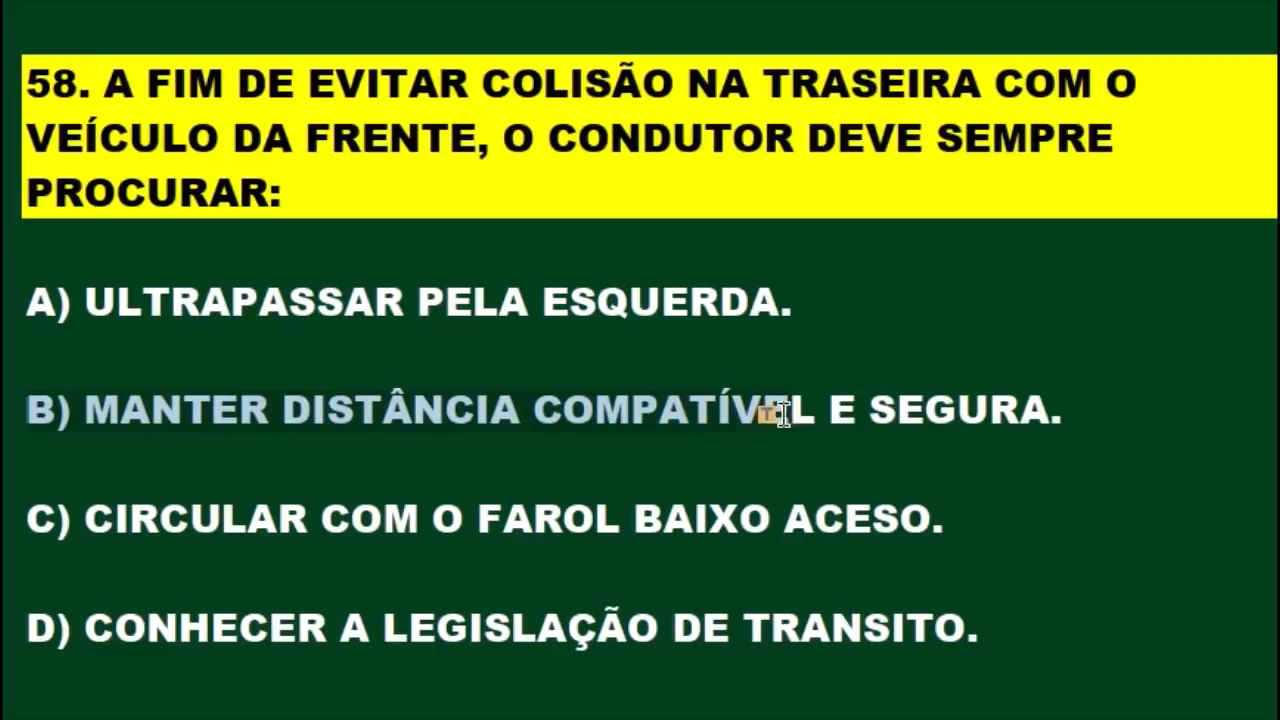 58. A FIM DE EVITAR COLISÃO NA TRASEIRA COM O
VEÍCULO DA FRENTE, O CONDUTOR DEVE SEMPRE
PROCURAR:
A) ULTRAPASSAR PELA ESQUERDA.
B) MANTER DISTÂNCIA COMPATÍVEL E SEGURA.
C) CIRCULAR COM O FAROL BAIXO ACESO.
D) CONHECER A LEGISLAÇÃO DE TRANSITO.